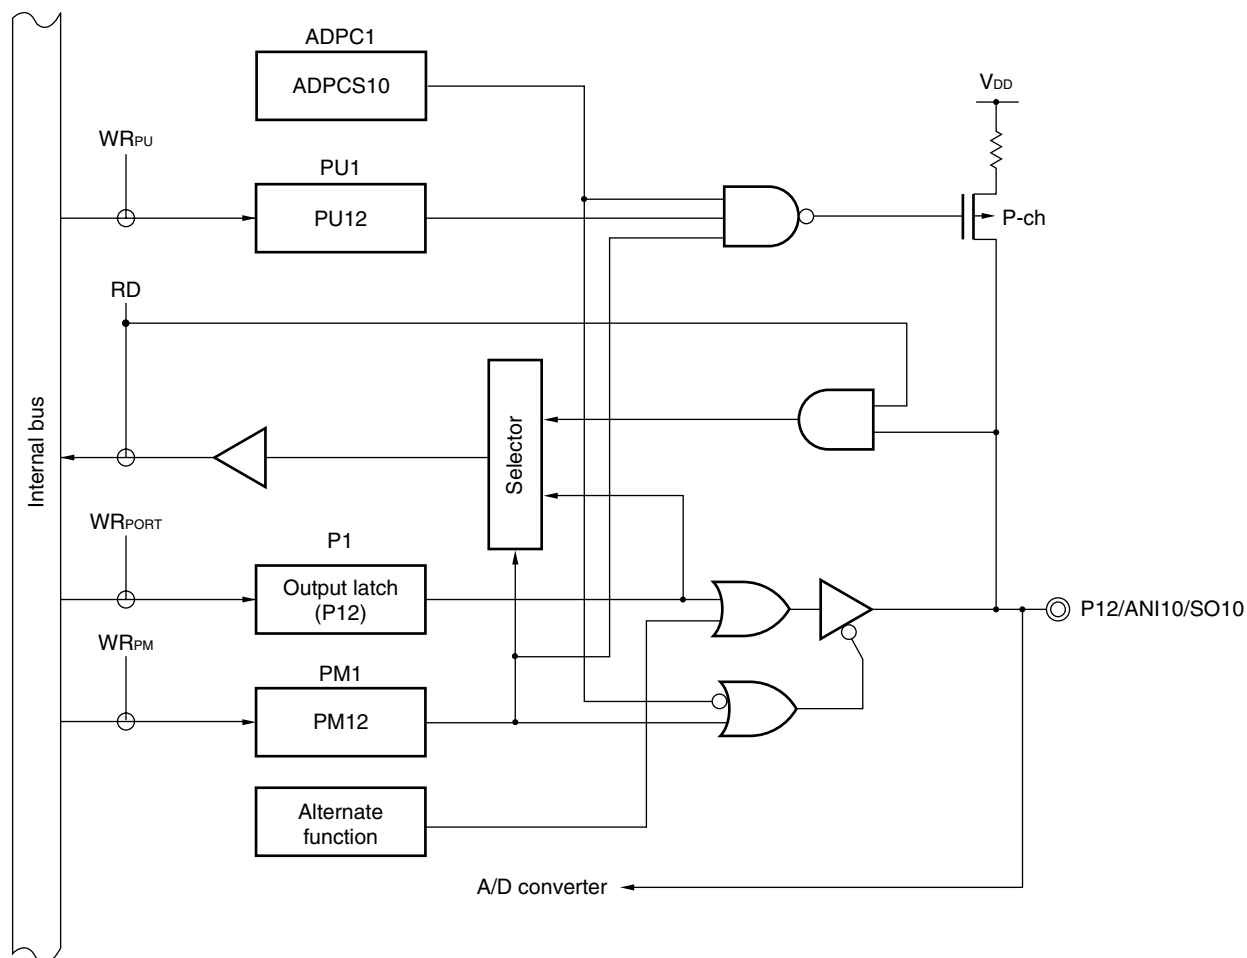 ADPC1
ADPCS10
VDD
WRPU
PU1
PU12
P-ch
RD
Internal bus
Selector
WRPORT
P1
Output latch
(P12)
P12/ANI10/SO10
WRPM
PM1
PM12
Alternate
function
A/D converter